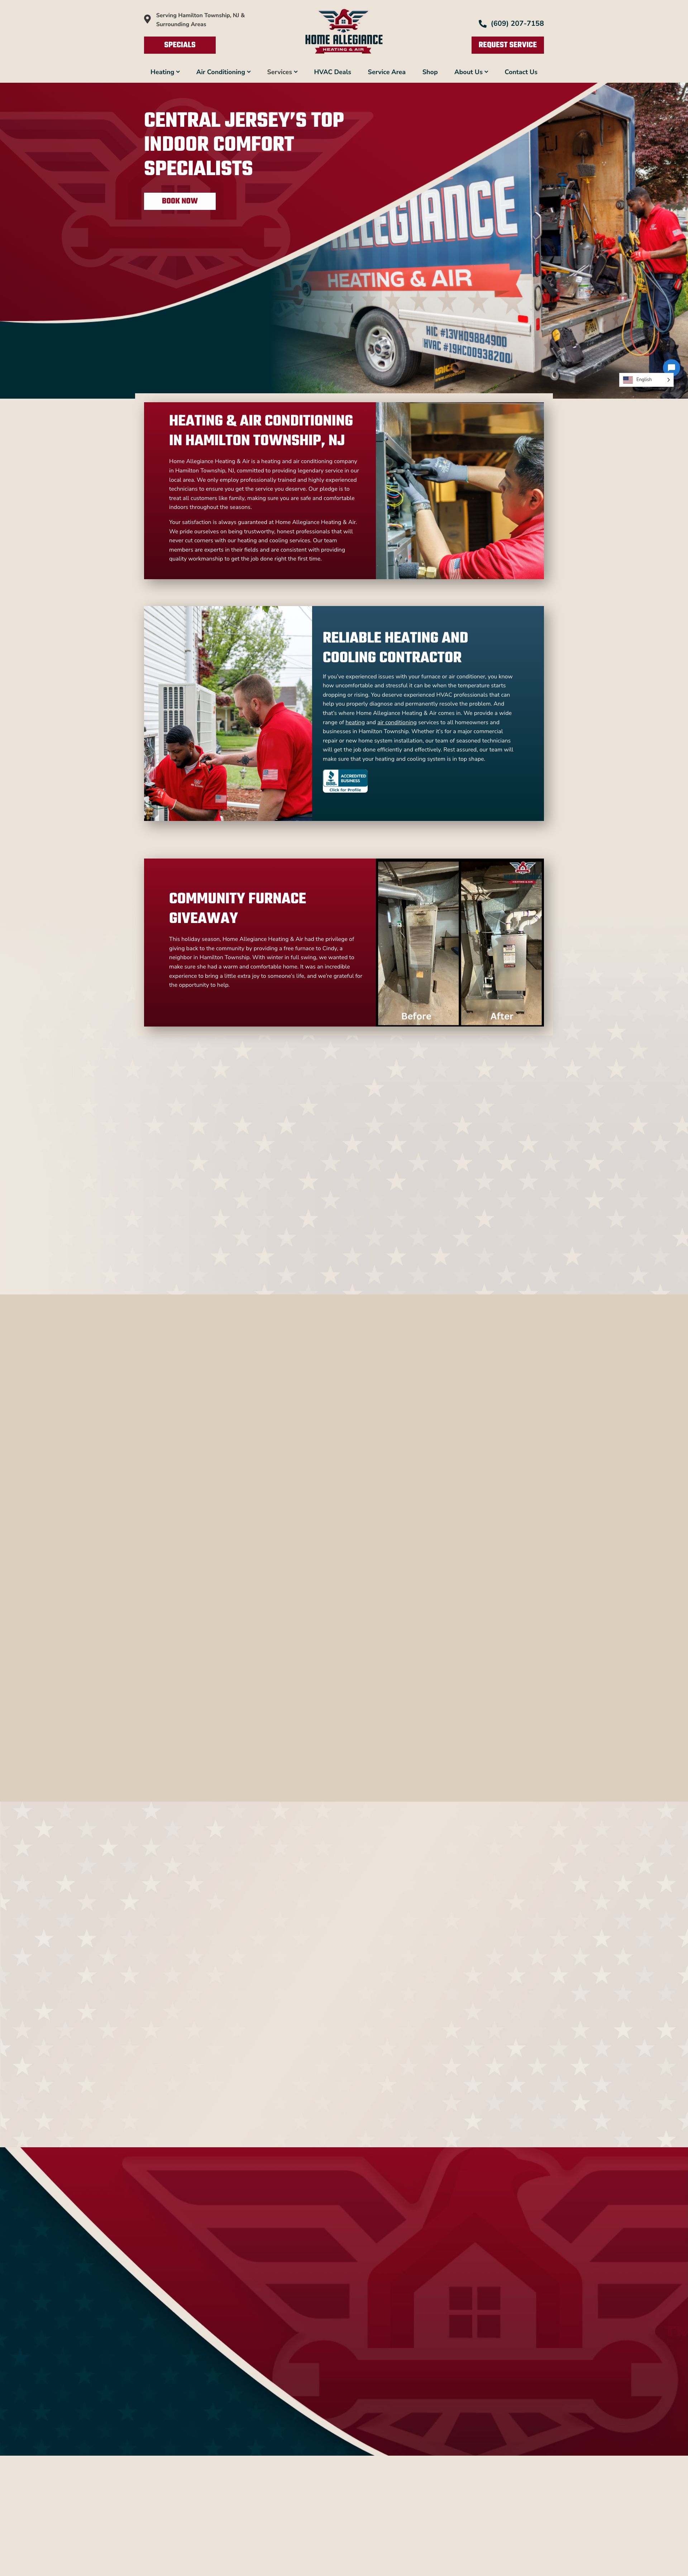 Serving Hamilton Township, NJ &
Surrounding Areas
SPECIALS
HOME ALLEGIANCE
HEATING & AIR
(609) 207-7158
REQUEST SERVICE
Heating
Air Conditioning
Services
HVAC Deals
Service Area
Shop
About Us
Contact Us
CENTRAL JERSEY’S TOP
INDOOR COMFORT
SPECIALISTS
BOOK NOW
LLEGIANCE
HEATING & AIR
HIC #13VH09884900
HVRC #19HC00938200
English
HEATING & AIR CONDITIONING
IN HAMILTON TOWNSHIP, NJ
Home Allegiance Heating & Air is a heating and air conditioning company
in Hamilton Township, NJ, committed to providing legendary service in our
local area. We only employ professionally trained and highly experienced
technicians to ensure you get the service you deserve. Our pledge is to
treat all customers like family, making sure you are safe and comfortable
indoors throughout the seasons.
Your satisfaction is always guaranteed at Home Allegiance Heating & Air.
We pride ourselves on being trustworthy, honest professionals that will
never cut corners with our heating and cooling services. Our team
members are experts in their fields and are consistent with providing
quality workmanship to get the job done right the first time.
RELIABLE HEATING AND
COOLING CONTRACTOR
If you’ve experienced issues with your furnace or air conditioner, you know
how uncomfortable and stressful it can be when the temperature starts
dropping or rising. You deserve experienced HVAC professionals that can
help you properly diagnose and permanently resolve the problem. And
that’s where Home Allegiance Heating & Air comes in. We provide a wide
range of heating and air conditioning services to all homeowners and
businesses in Hamilton Township. Whether it’s for a major commercial
repair or new home system installation, our team of seasoned technicians
will get the job done efficiently and effectively. Rest assured, our team will
make sure that your heating and cooling system is in top shape.
BBB
ACCREDITED
BUSINESS
Click for Profile
COMMUNITY FURNACE
GIVEAWAY
This holiday season, Home Allegiance Heating & Air had the privilege of
giving back to the community by providing a free furnace to Cindy, a
neighbor in Hamilton Township. With winter in full swing, we wanted to
make sure she had a warm and comfortable home. It was an incredible
experience to bring a little extra joy to someone's life, and we're grateful for
the opportunity to help.
Before
After